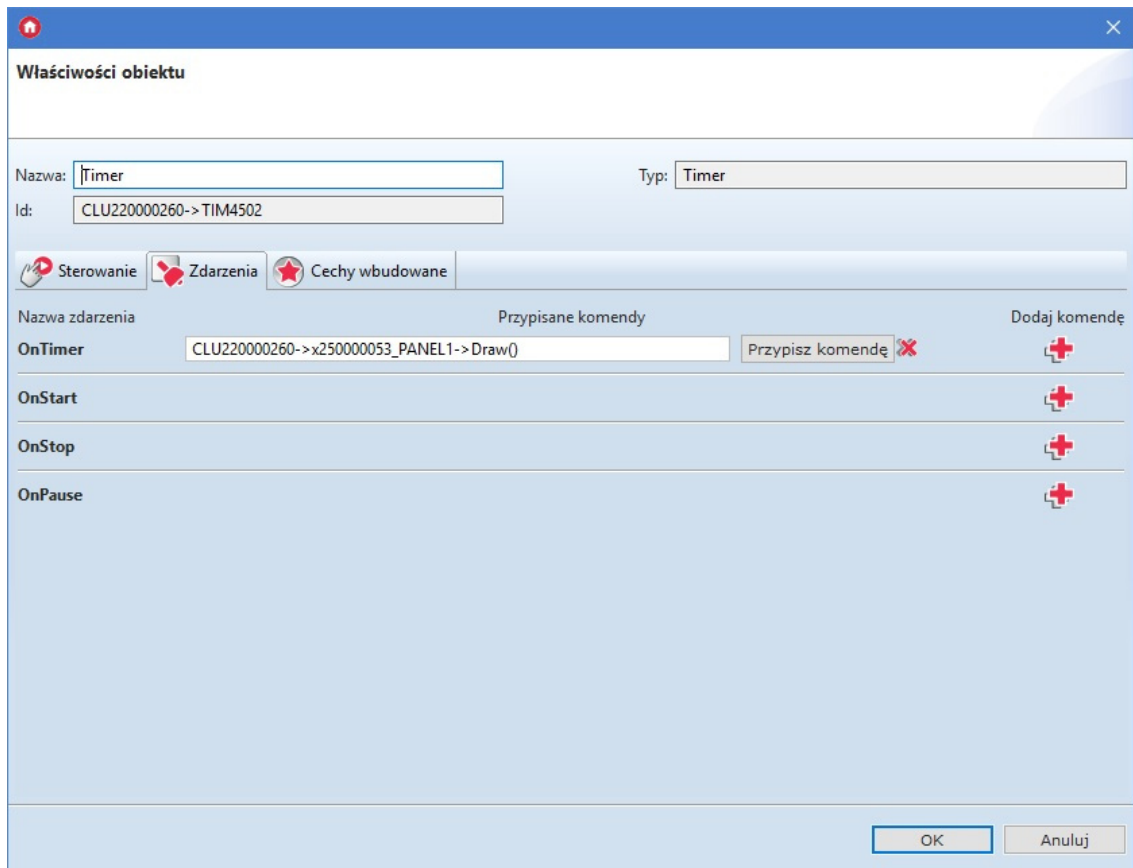 Właściwości obiektu
Nazwa: Timer Typ: Timer
Id: CLU220000260->TIM4502
Sterowanie Zdarzenia Cechy wbudowane
Nazwa zdarzenia Przypisane komendy Dodaj komendę
OnTimer CLU220000260->x250000053_PANEL1->Draw() Przypisz komendę
OnStart
OnStop
OnPause
OK Anuluj